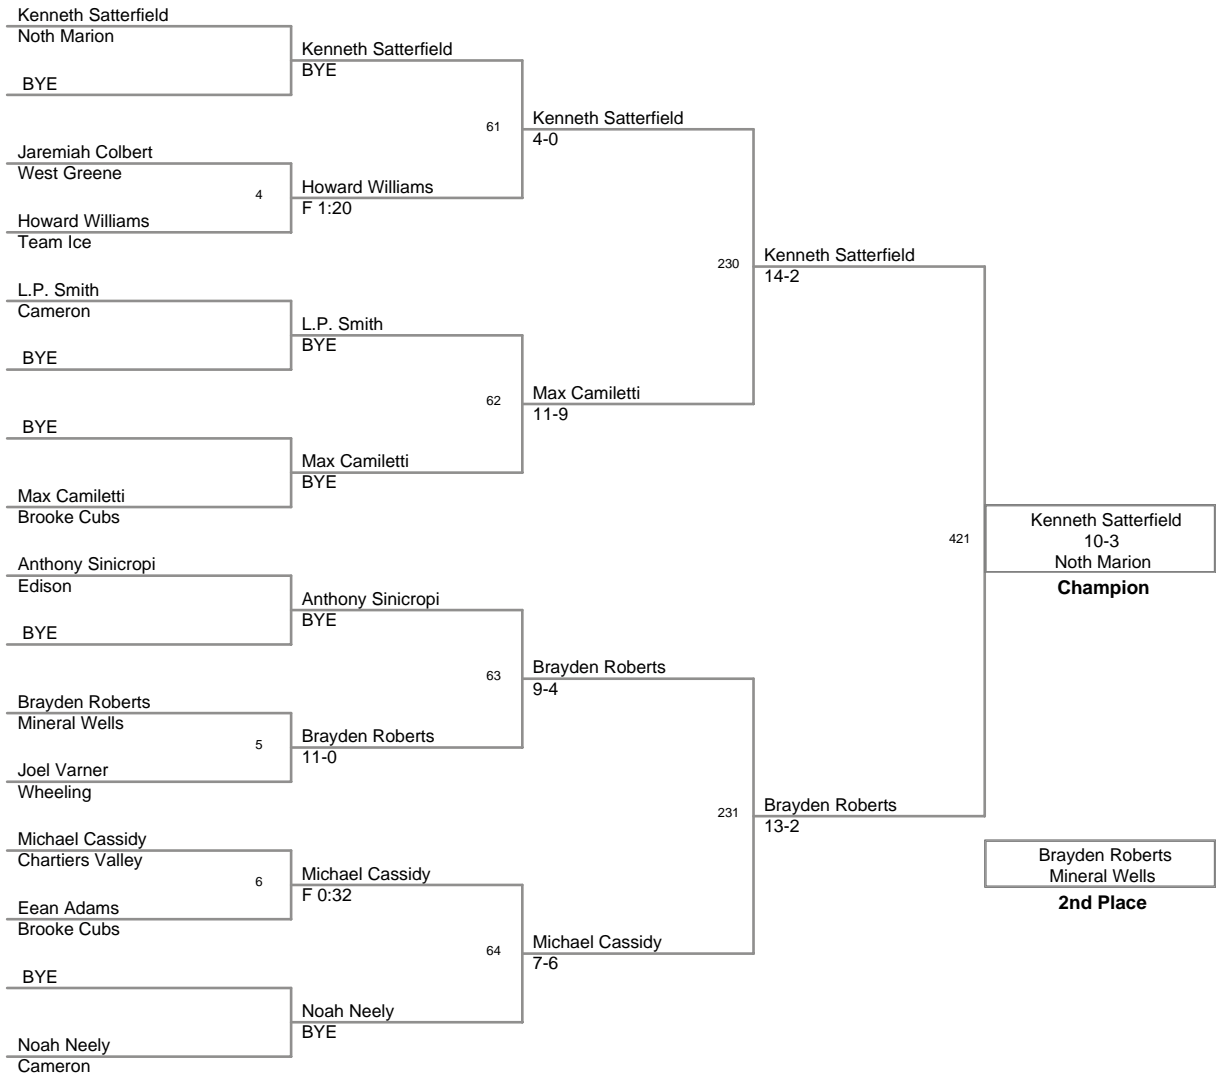 Kenneth Satterfield
Noth Marion
Kenneth Satterfield
BYE
BYE
61
Kenneth Satterfield
4-0
Jaremiah Colbert
West Greene
4
Howard Williams
F 1:20
Howard Williams
Team Ice
230
Kenneth Satterfield
14-2
L.P. Smith
Cameron
L.P. Smith
BYE
BYE
62
Max Camiletti
11-9
BYE
Max Camiletti
BYE
Max Camiletti
Brooke Cubs
421
Kenneth Satterfield
10-3
Noth Marion
Champion
Anthony Sinicropi
Edison
Anthony Sinicropi
BYE
BYE
63
Brayden Roberts
9-4
Brayden Roberts
Mineral Wells
5
Brayden Roberts
11-0
Joel Varner
Wheeling
231
Brayden Roberts
13-2
Michael Cassidy
Chartiers Valley
6
Michael Cassidy
F 0:32
Brayden Roberts
Mineral Wells
2nd Place
Eean Adams
Brooke Cubs
64
Michael Cassidy
7-6
BYE
Noah Neely
BYE
Noah Neely
Cameron